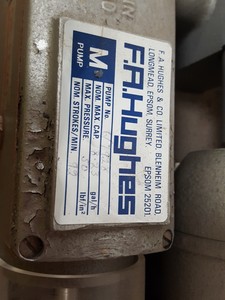 F. A. HUGHES & CO. LIMITED, BLENHEIM ROAD,
LONGMEAD, EPSOM, SURREY. EPSOM 25201.
F.A.Hughes
M PUMP
PUMP No.
NOM. MAX. CAP. gal/h
MAX. PRESSURE lbf/in²
NOM. STROKES/MIN.